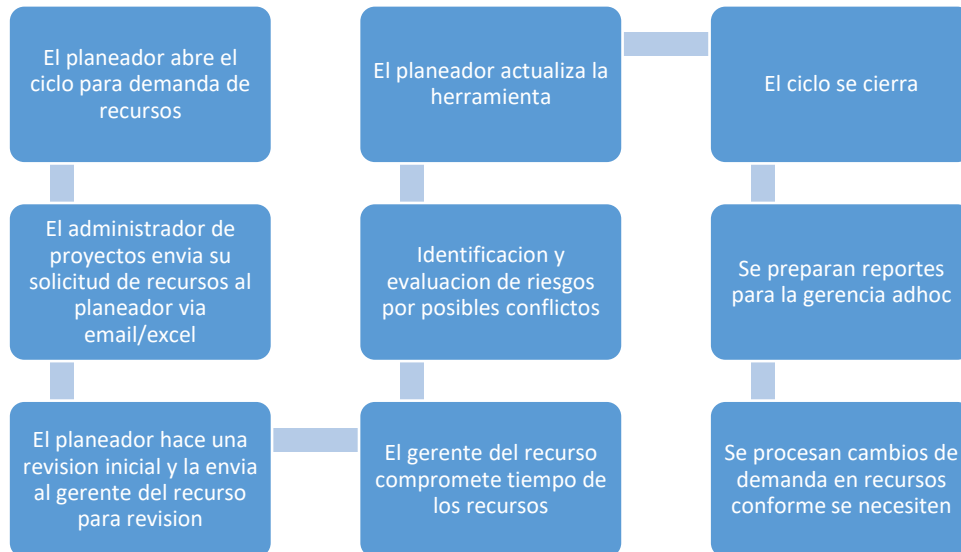 El planeador abre el
ciclo para demanda de
recursos
El administrador de
proyectos envia su
solicitud de recursos al
planeador via
email/excel
El planeador hace una
revision inicial y la envia
al gerente del recurso
para revision
El gerente del recurso
compromete tiempo de
los recursos
Identificacion y
evaluacion de riesgos
por posibles conflictos
El planeador actualiza la
herramienta
El ciclo se cierra
Se preparan reportes
para la gerencia adhoc
Se procesan cambios de
demanda en recursos
conforme se necesiten